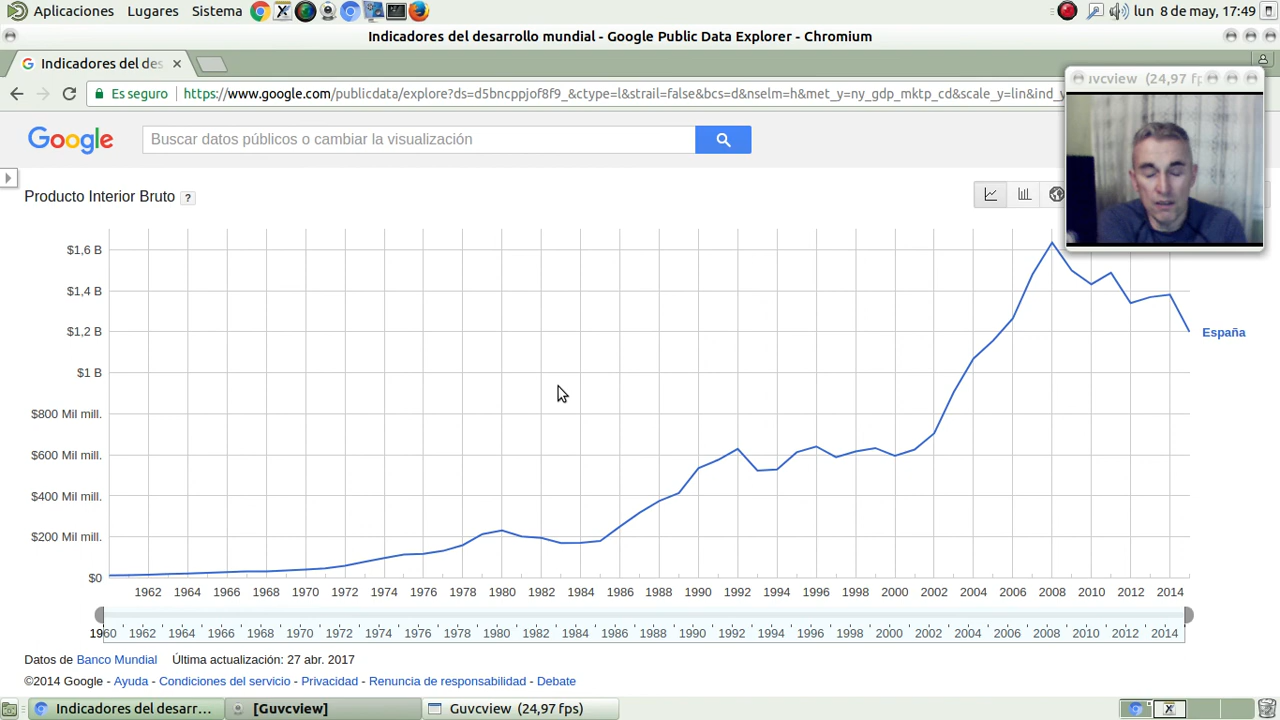 Aplicaciones Lugares Sistema lun 8 de may, 17:49
Indicadores del desarrollo mundial - Google Public Data Explorer - Chromium
Indicadores del des
Guvcview (24,97 fp
Es seguro https://www.google.com/publicdata/explore?ds=d5bncppjof8f9_&ctype=l&strail=false&bcs=d&nselm=h&met_y=ny_gdp_mktp_cd&scale_y=lin&ind_y
Google Buscar datos públicos o cambiar la visualización
Producto Interior Bruto ?
$1,6 B
$1,4 B
$1,2 B
España
$1 B
$800 Mil mill.
$600 Mil mill.
$400 Mil mill.
$200 Mil mill.
$0
1962 1964 1966 1968 1970 1972 1974 1976 1978 1980 1982 1984 1986 1988 1990 1992 1994 1996 1998 2000 2002 2004 2006 2008 2010 2012 2014
1960 1962 1964 1966 1968 1970 1972 1974 1976 1978 1980 1982 1984 1986 1988 1990 1992 1994 1996 1998 2000 2002 2004 2006 2008 2010 2012 2014
Datos de Banco Mundial Última actualización: 27 abr. 2017
©2014 Google - Ayuda - Condiciones del servicio - Privacidad - Renuncia de responsabilidad - Debate
Indicadores del desarr... [Guvcview] Guvcview (24,97 fps)